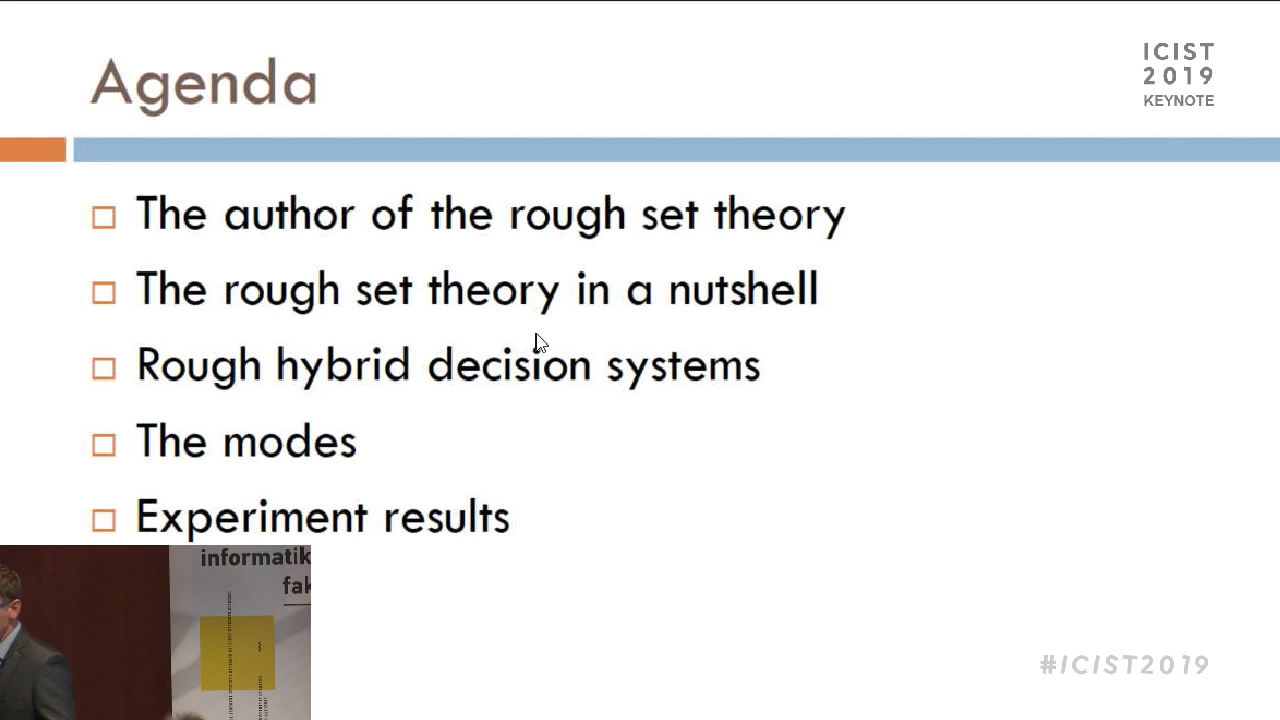 Agenda
ICIST
2019
KEYNOTE
The author of the rough set theory
The rough set theory in a nutshell
Rough hybrid decision systems
The modes
Experiment results
informatik
fak
#ICIST2019